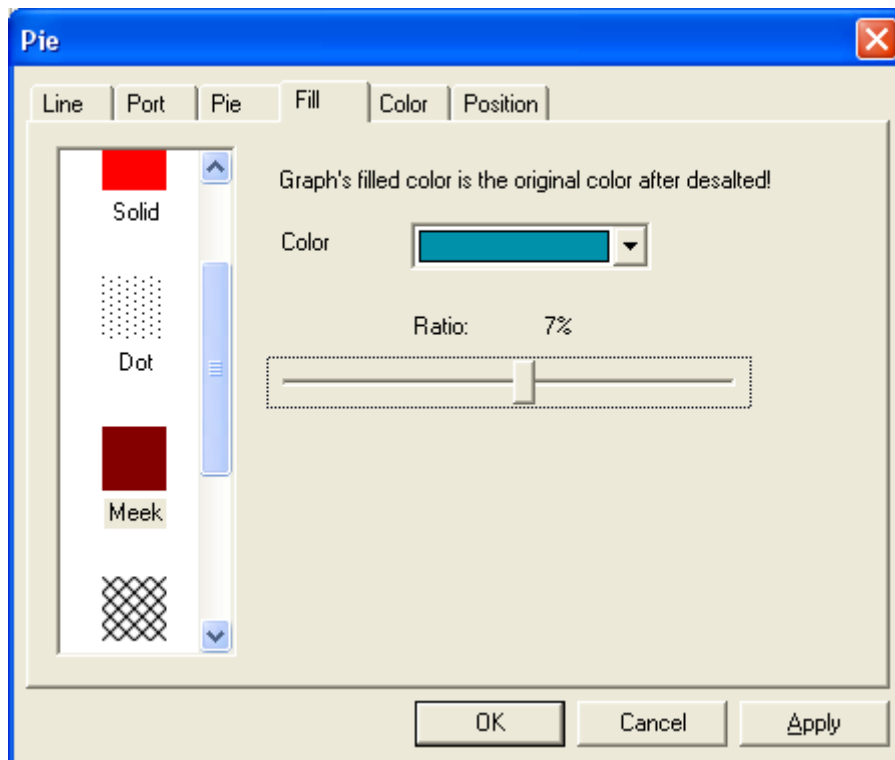 Pie
Line Port Pie Fill Color Position
Solid
Dot
Meek
Graph's filled color is the original color after desalted!
Color
Ratio: 7%
OK Cancel Apply